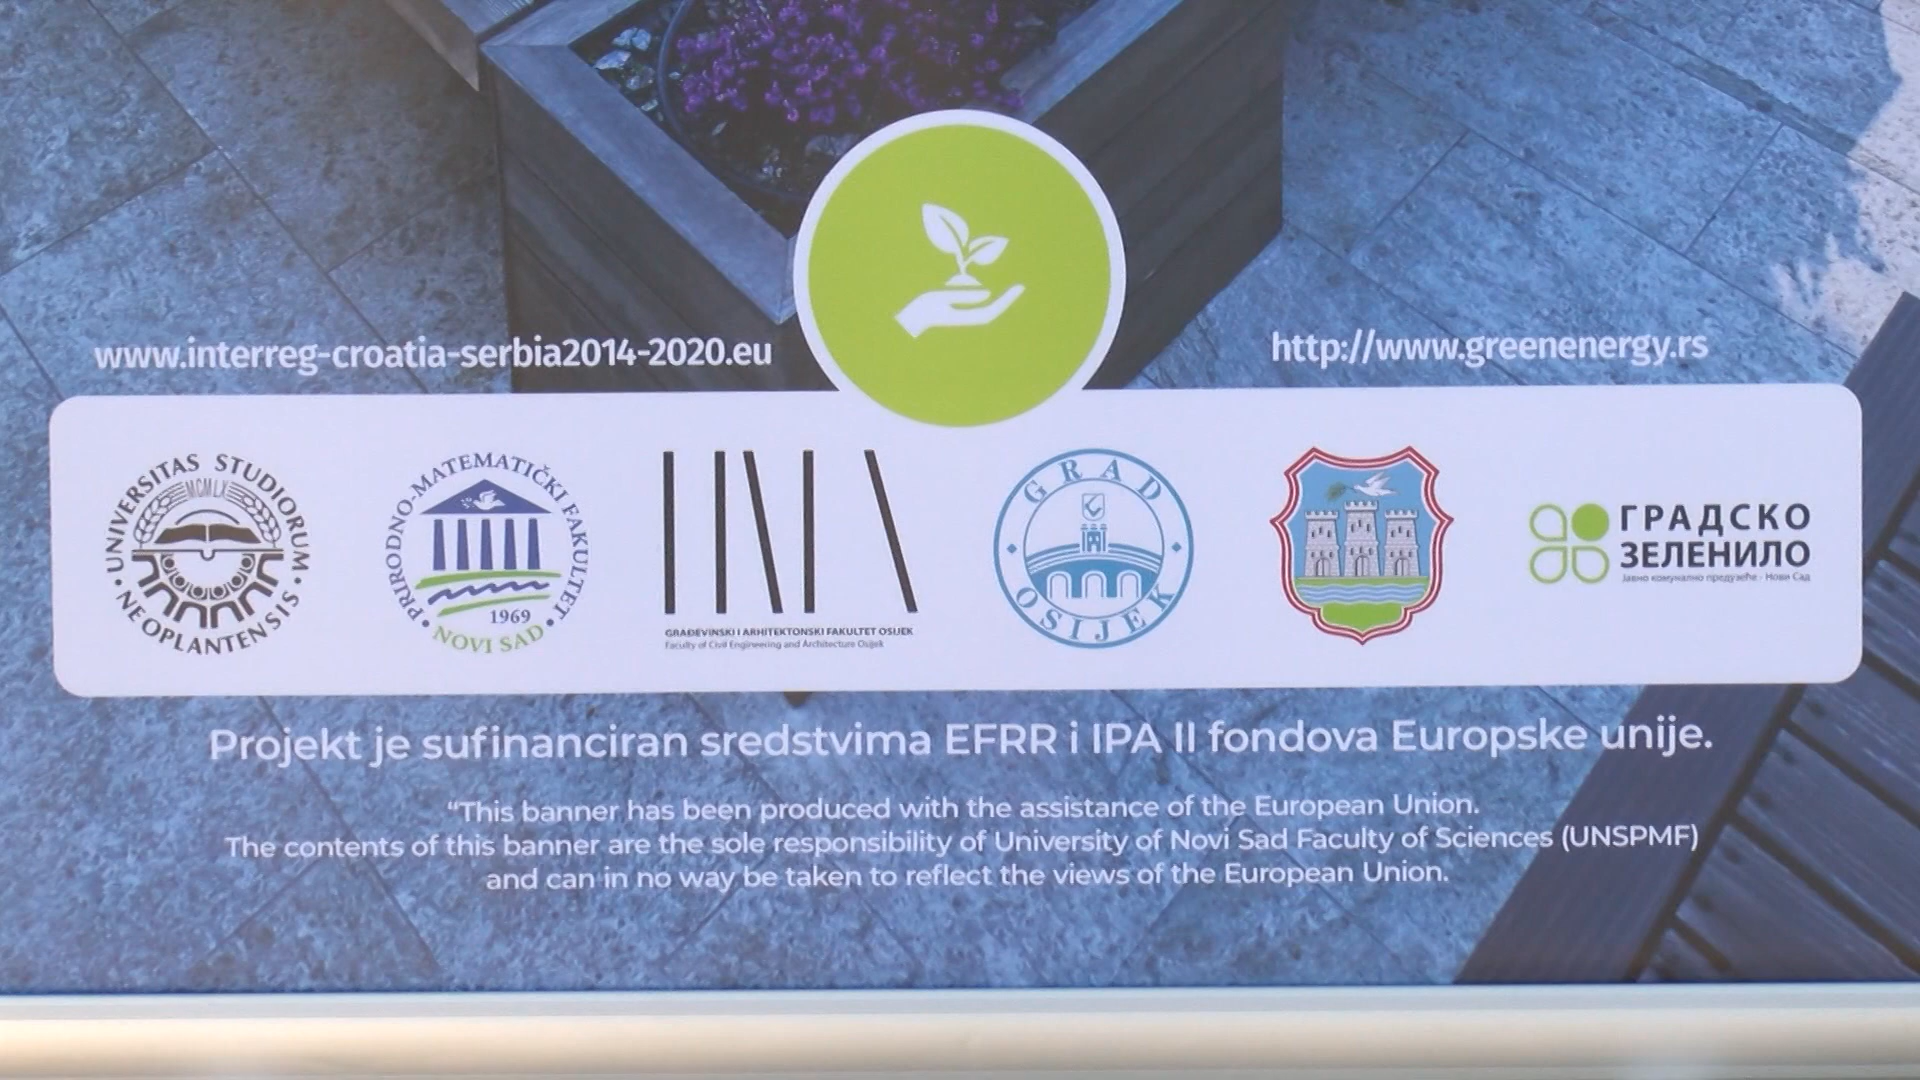 www.interreg-croatia-serbia2014-2020.eu
http://www.greenenergy.rs
UNIVERSITAS STUDIORUM
MCMLX
NEOPLANTENSIS
PRIRODNO-MATEMATIČKI FAKULTET
1969
NOVI SAD
GRAĐEVINSKI I ARHITEKTONSKI FAKULTET OSIJEK
Faculty of Civil Engineering and Architecture Osijek
GRAD
OSIJEK
ГРАДСКО
ЗЕЛЕНИЛО
Јавно комунално предузеће - Нови Сад
Projekt je sufinanciran sredstvima EFRR i IPA II fondova Europske unije.
“This banner has been produced with the assistance of the European Union.
The contents of this banner are the sole responsibility of University of Novi Sad Faculty of Sciences (UNSPMF)
and can in no way be taken to reflect the views of the European Union.